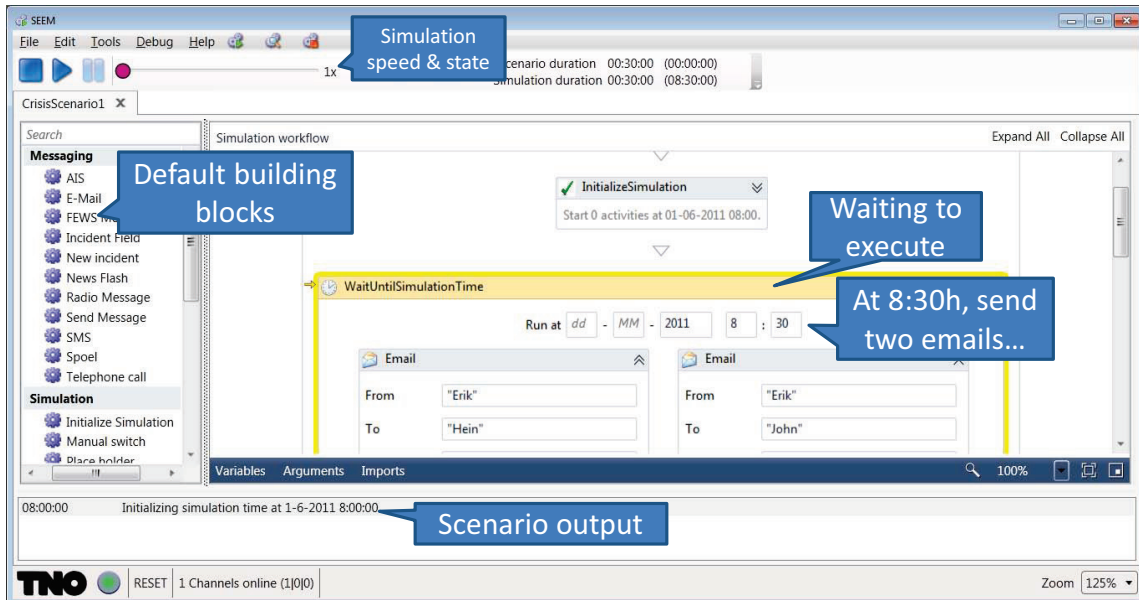 SEEM
File Edit Tools Debug Help
Simulation
speed & state
1x
cenario duration 00:30:00 (00:00:00)
imulation duration 00:30:00 (08:30:00)
CrisisScenario1 X
Search
Messaging
AIS
E-Mail
FEWS M
Incident Field
New incident
News Flash
Radio Message
Send Message
SMS
Spoel
Telephone call
Simulation
Initialize Simulation
Manual switch
Place holder
Default building
blocks
Simulation workflow
Expand All Collapse All
InitializeSimulation
Start 0 activities at 01-06-2011 08:00.
Waiting to
execute
WaitUntilSimulationTime
Run at dd - MM - 2011 8 : 30
At 8:30h, send
two emails…
Email
From "Erik"
To "Hein"
Email
From "Erik"
To "John"
Variables Arguments Imports
100%
08:00:00 Initializing simulation time at 1-6-2011 8:00:00
Scenario output
TNO RESET 1 Channels online (1|0|0)
Zoom 125%